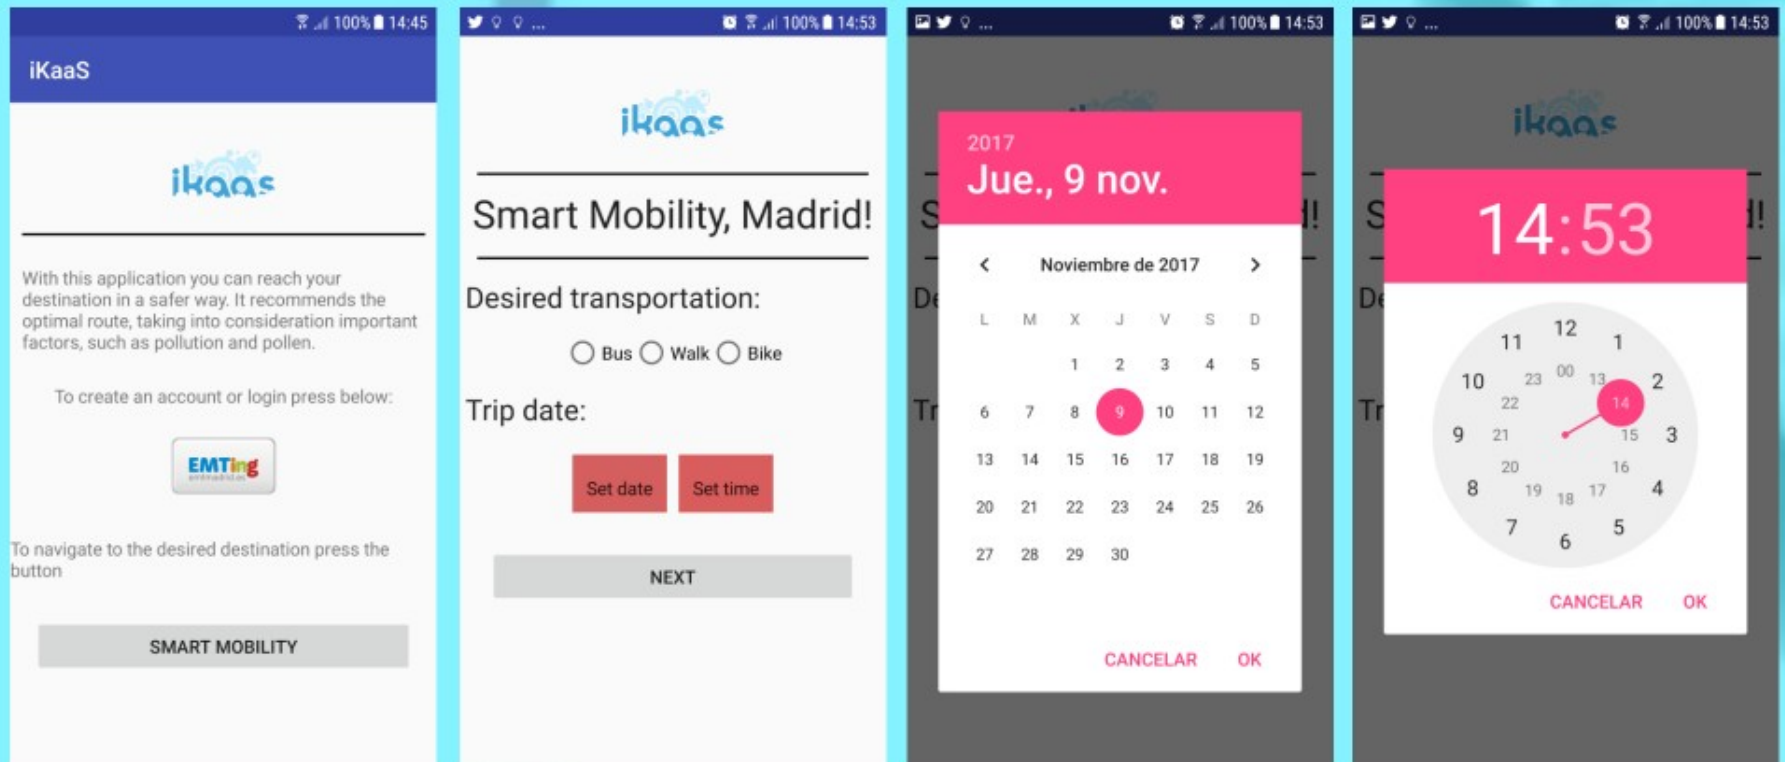 100% 14:45
iKaaS
ikaas
With this application you can reach your
destination in a safer way. It recommends the
optimal route, taking into consideration important
factors, such as pollution and pollen.
To create an account or login press below:
EMTing
To navigate to the desired destination press the
button
SMART MOBILITY
... 100% 14:53
ikaas
Smart Mobility, Madrid!
Desired transportation:
Bus Walk Bike
Trip date:
Set date Set time
NEXT
... 100% 14:53
2017
Jue., 9 nov.
S !
Noviembre de 2017
De
L M X J V S D
1 2 3 4 5
Tr
6 7 8 9 10 11 12
13 14 15 16 17 18 19
20 21 22 23 24 25 26
27 28 29 30
CANCELAR OK
... 100% 14:53
ikaas
S d!
14:53
De
12
11 1
00
10 23 13 2
22 14
Tr
9 21 15 3
20 16
8 19 17 4
18
7 5
6
CANCELAR OK